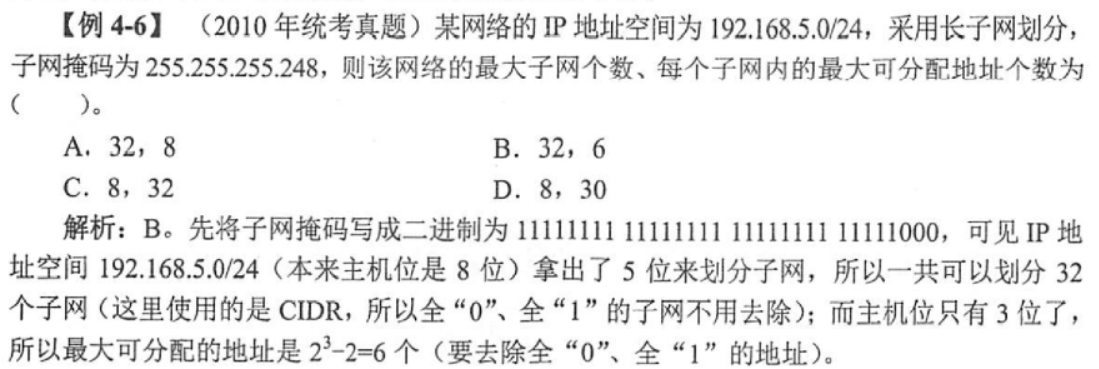 【例 4-6】 （2010 年统考真题）某网络的 IP 地址空间为 192.168.5.0/24，采用长子网划分，
子网掩码为 255.255.255.248，则该网络的最大子网个数、每个子网内的最大可分配地址个数为
（　　）。
A．32，8　　B．32，6
C．8，32　　D．8，30
解析：B。先将子网掩码写成二进制为 11111111 11111111 11111111 11111000，可见 IP 地
址空间 192.168.5.0/24（本来主机位是 8 位）拿出了 5 位来划分子网，所以一共可以划分 32
个子网（这里使用的是 CIDR，所以全“0”、全“1”的子网不用去除）；而主机位只有 3 位了，
所以最大可分配的地址是 2³-2=6 个（要去除全“0”、全“1”的地址）。